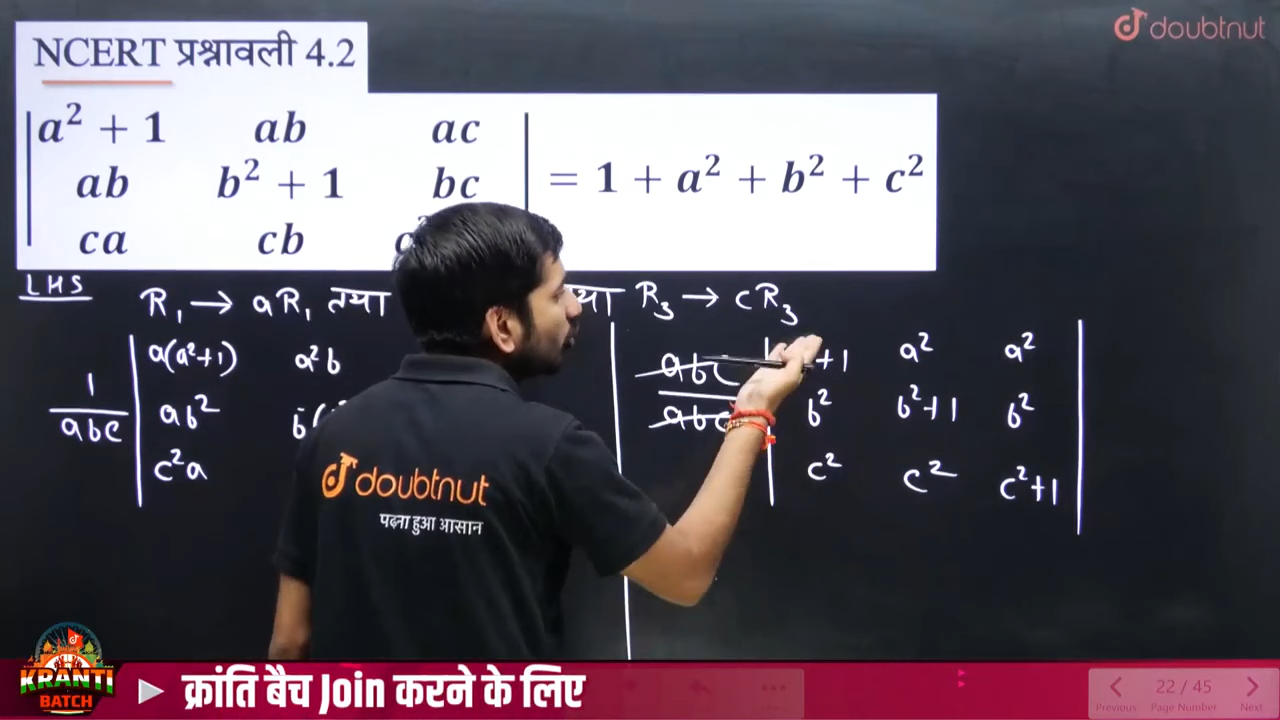 doubtnut
NCERT प्रश्नावली 4.2
a² + 1 ab ac
ab b² + 1 bc = 1 + a² + b² + c²
ca cb
LHS
R₁ → aR₁ तथा R₃ → cR₃
1/abc | a(a²+1) a²b
ab²
c²a
abc/abc | +1 a² a² |
b² b²+1 b²
c² c² c²+1
doubtnut
पढ़ना हुआ आसान
KRANTI
BATCH
क्रांति बैच Join करने के लिए
22 / 45
Previous Page Number Next